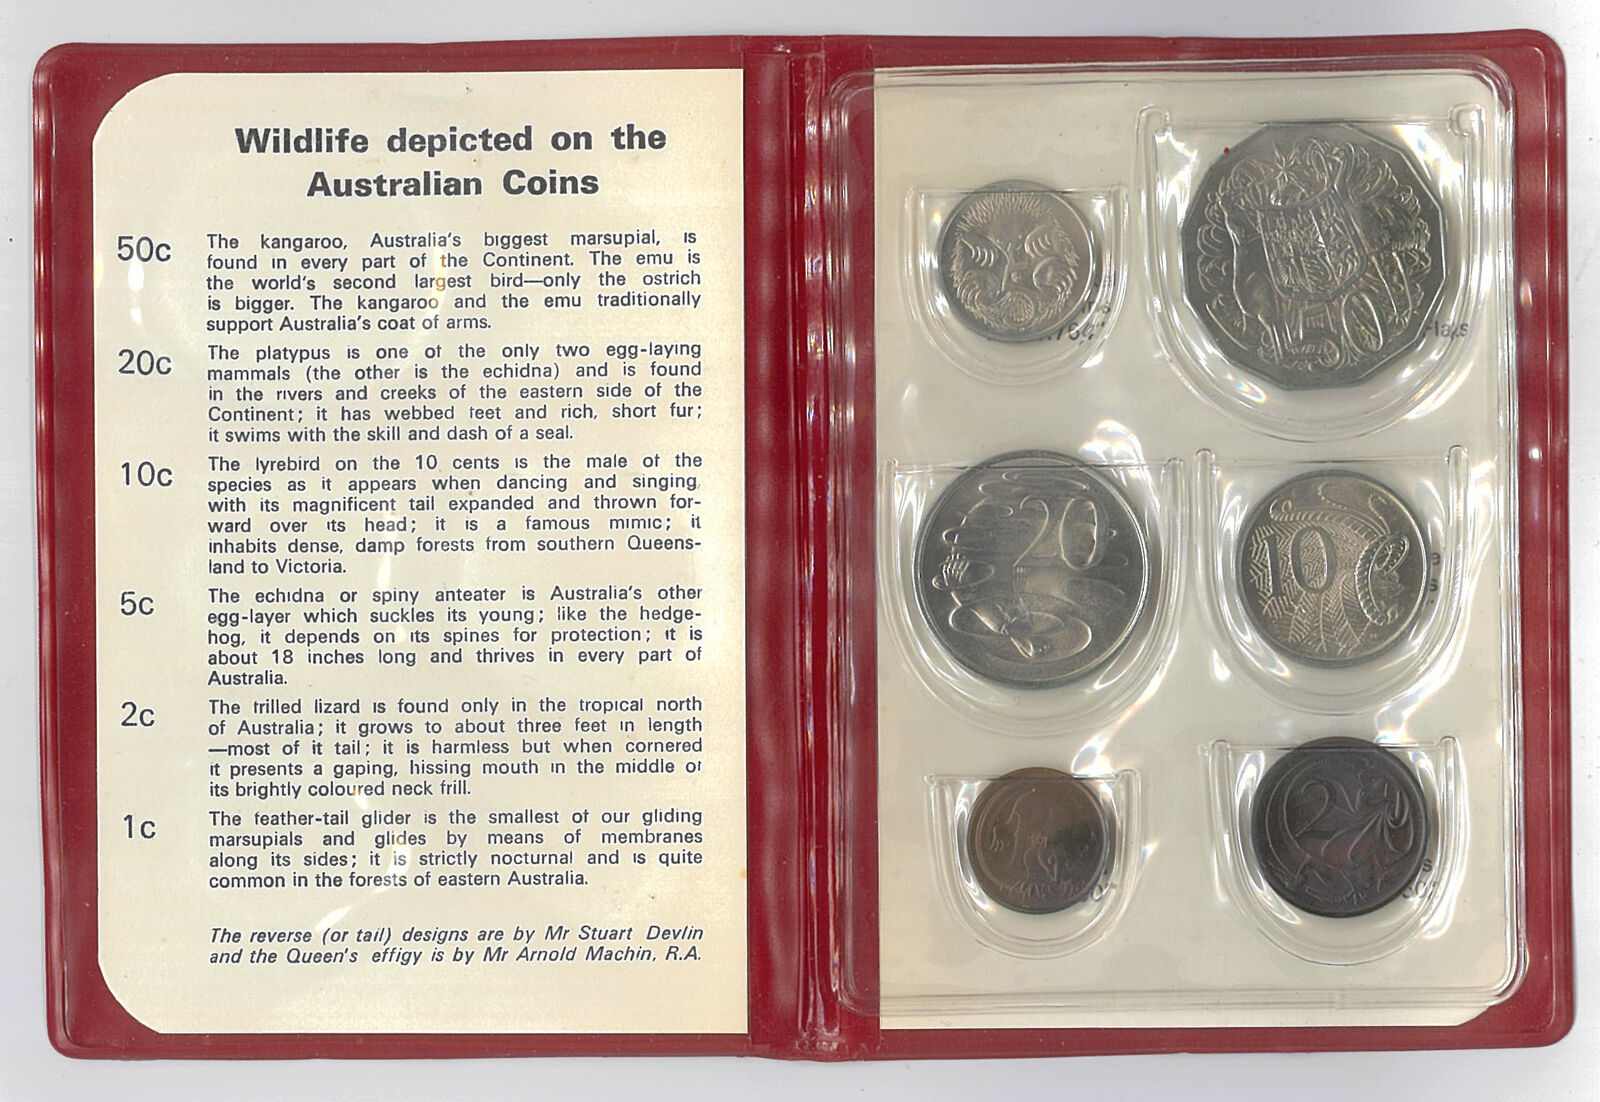 Wildlife depicted on the
Australian Coins
50c
The kangaroo, Australia's biggest marsupial, is
found in every part of the Continent. The emu is
the world's second largest bird—only the ostrich
is bigger. The kangaroo and the emu traditionally
support Australia's coat of arms.
20c
The platypus is one of the only two egg-laying
mammals (the other is the echidna) and is found
in the rivers and creeks of the eastern side of the
Continent; it has webbed feet and rich, short fur;
it swims with the skill and dash of a seal.
10c
The lyrebird on the 10 cents is the male of the
species as it appears when dancing and singing,
with its magnificent tail expanded and thrown for-
ward over its head; it is a famous mimic; it
inhabits dense, damp forests from southern Queens-
land to Victoria.
5c
The echidna or spiny anteater is Australia's other
egg-layer which suckles its young; like the hedge-
hog, it depends on its spines for protection; it is
about 18 inches long and thrives in every part of
Australia.
2c
The frilled lizard is found only in the tropical north
of Australia; it grows to about three feet in length
—most of it tail; it is harmless but when cornered
it presents a gaping, hissing mouth in the middle of
its brightly coloured neck frill.
1c
The feather-tail glider is the smallest of our gliding
marsupials and glides by means of membranes
along its sides; it is strictly nocturnal and is quite
common in the forests of eastern Australia.
The reverse (or tail) designs are by Mr Stuart Devlin
and the Queen's effigy is by Mr Arnold Machin, R.A.
5
50
20
10
1
2